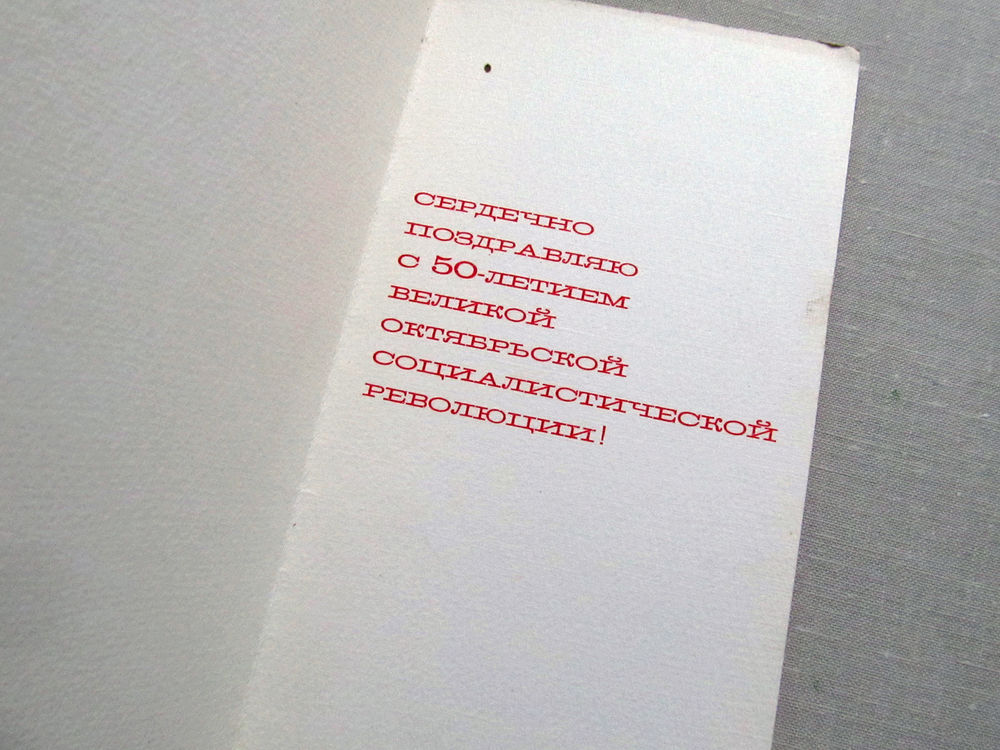 СЕРДЕЧНО
ПОЗДРАВЛЯЮ
С 50-ЛЕТИЕМ
ВЕЛИКОЙ
ОКТЯБРЬСКОЙ
СОЦИАЛИСТИЧЕСКОЙ
РЕВОЛЮЦИИ!